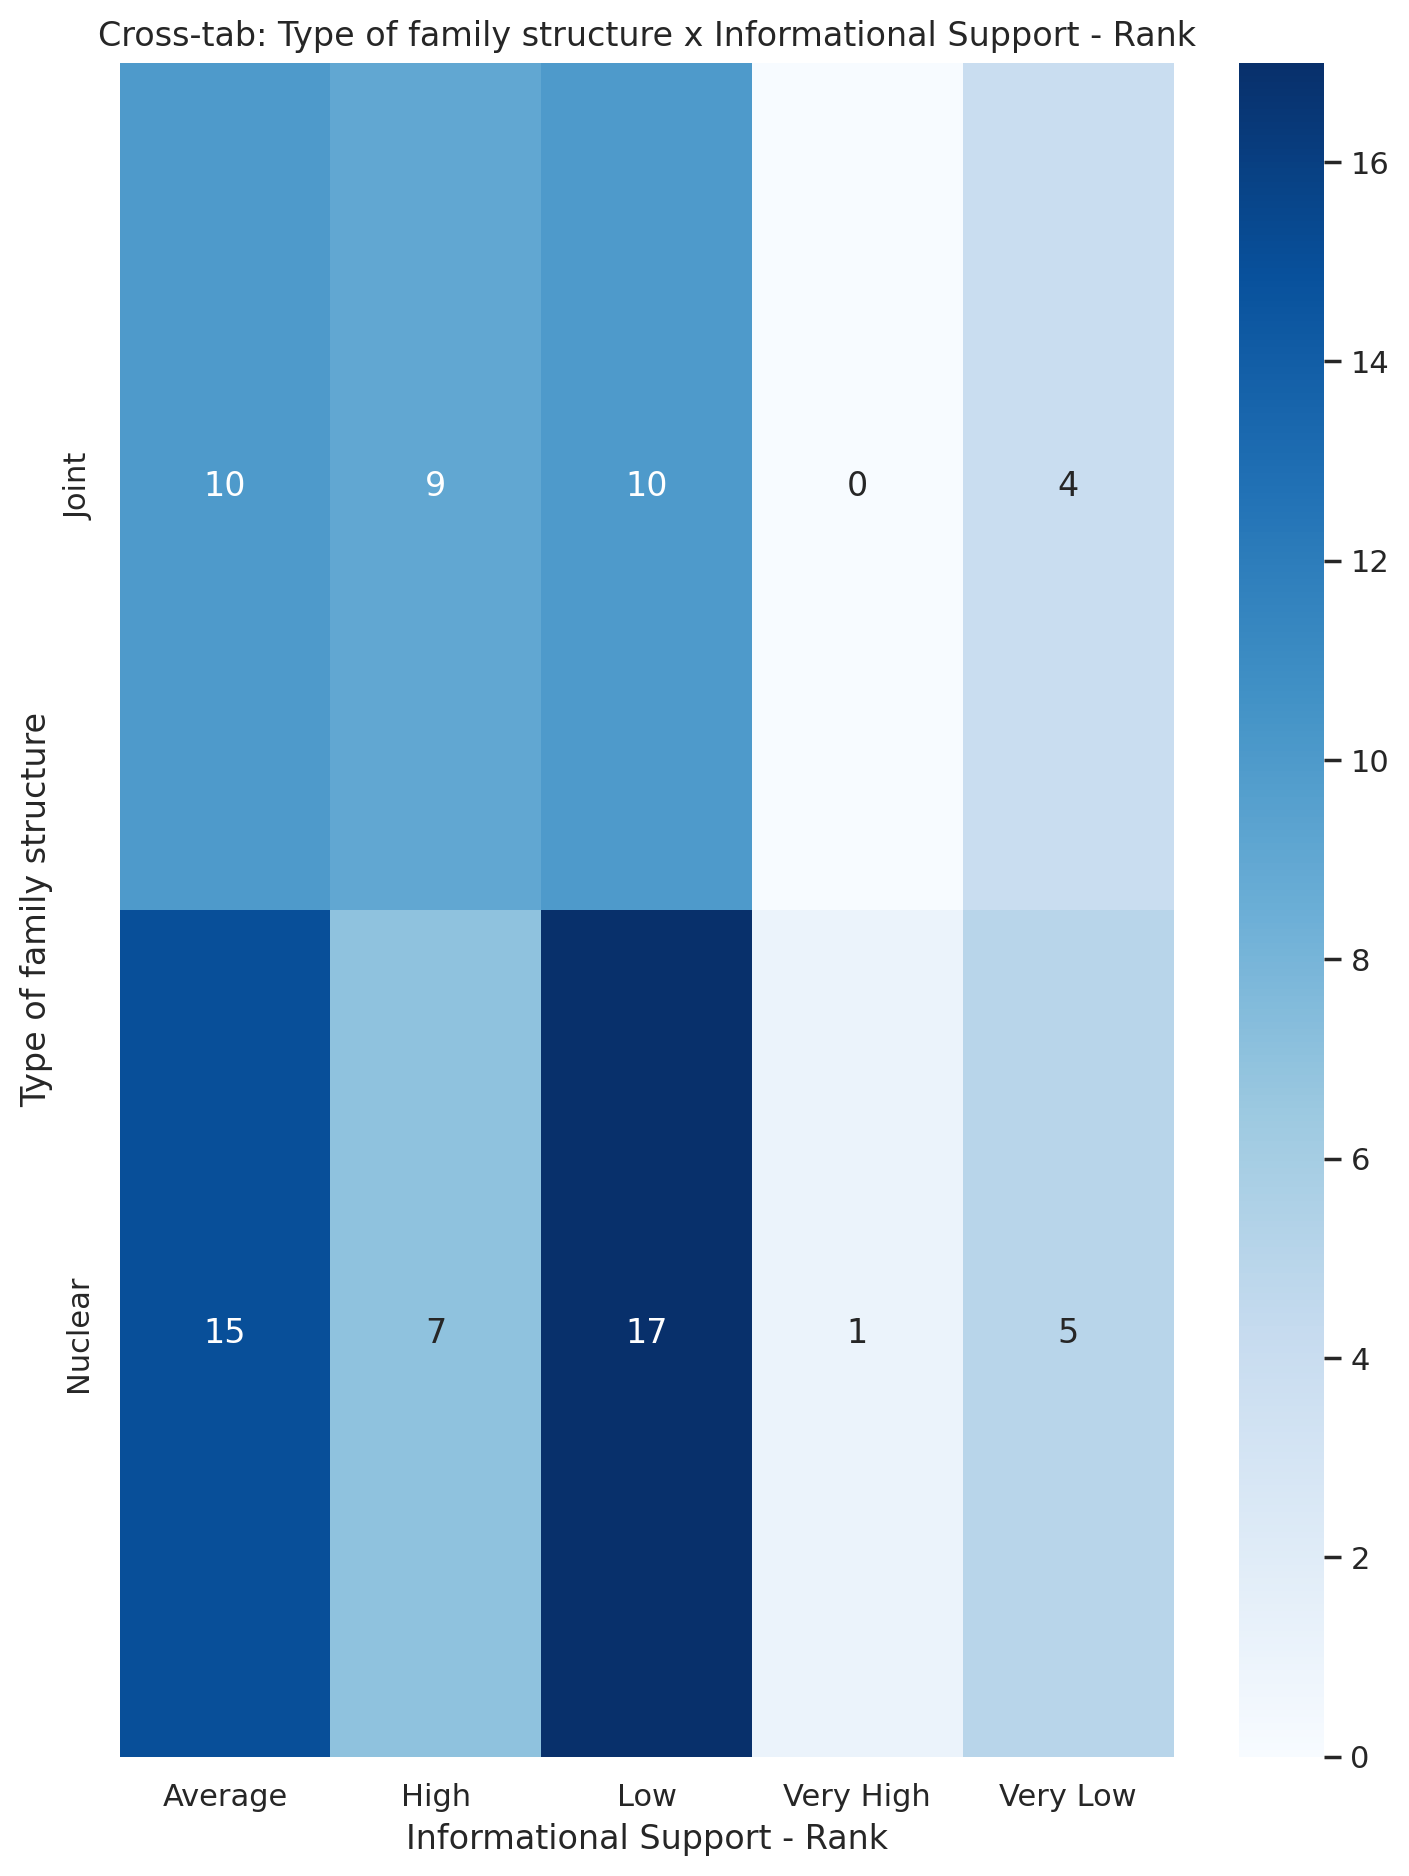 Cross-tab: Type of family structure x Informational Support - Rank
Type of family structure
Joint
10 9 10 0 4
Nuclear
15 7 17 1 5
Average High Low Very High Very Low
Informational Support - Rank
16
14
12
10
8
6
4
2
0